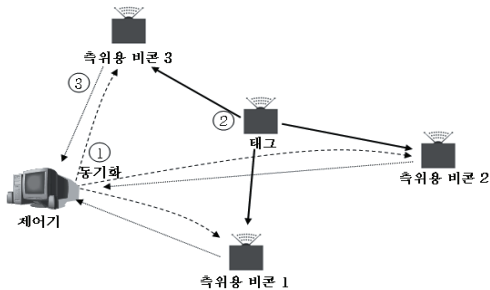 측위용 비콘 3
③
②
태그
①
동기화
측위용 비콘 2
제어기
측위용 비콘 1